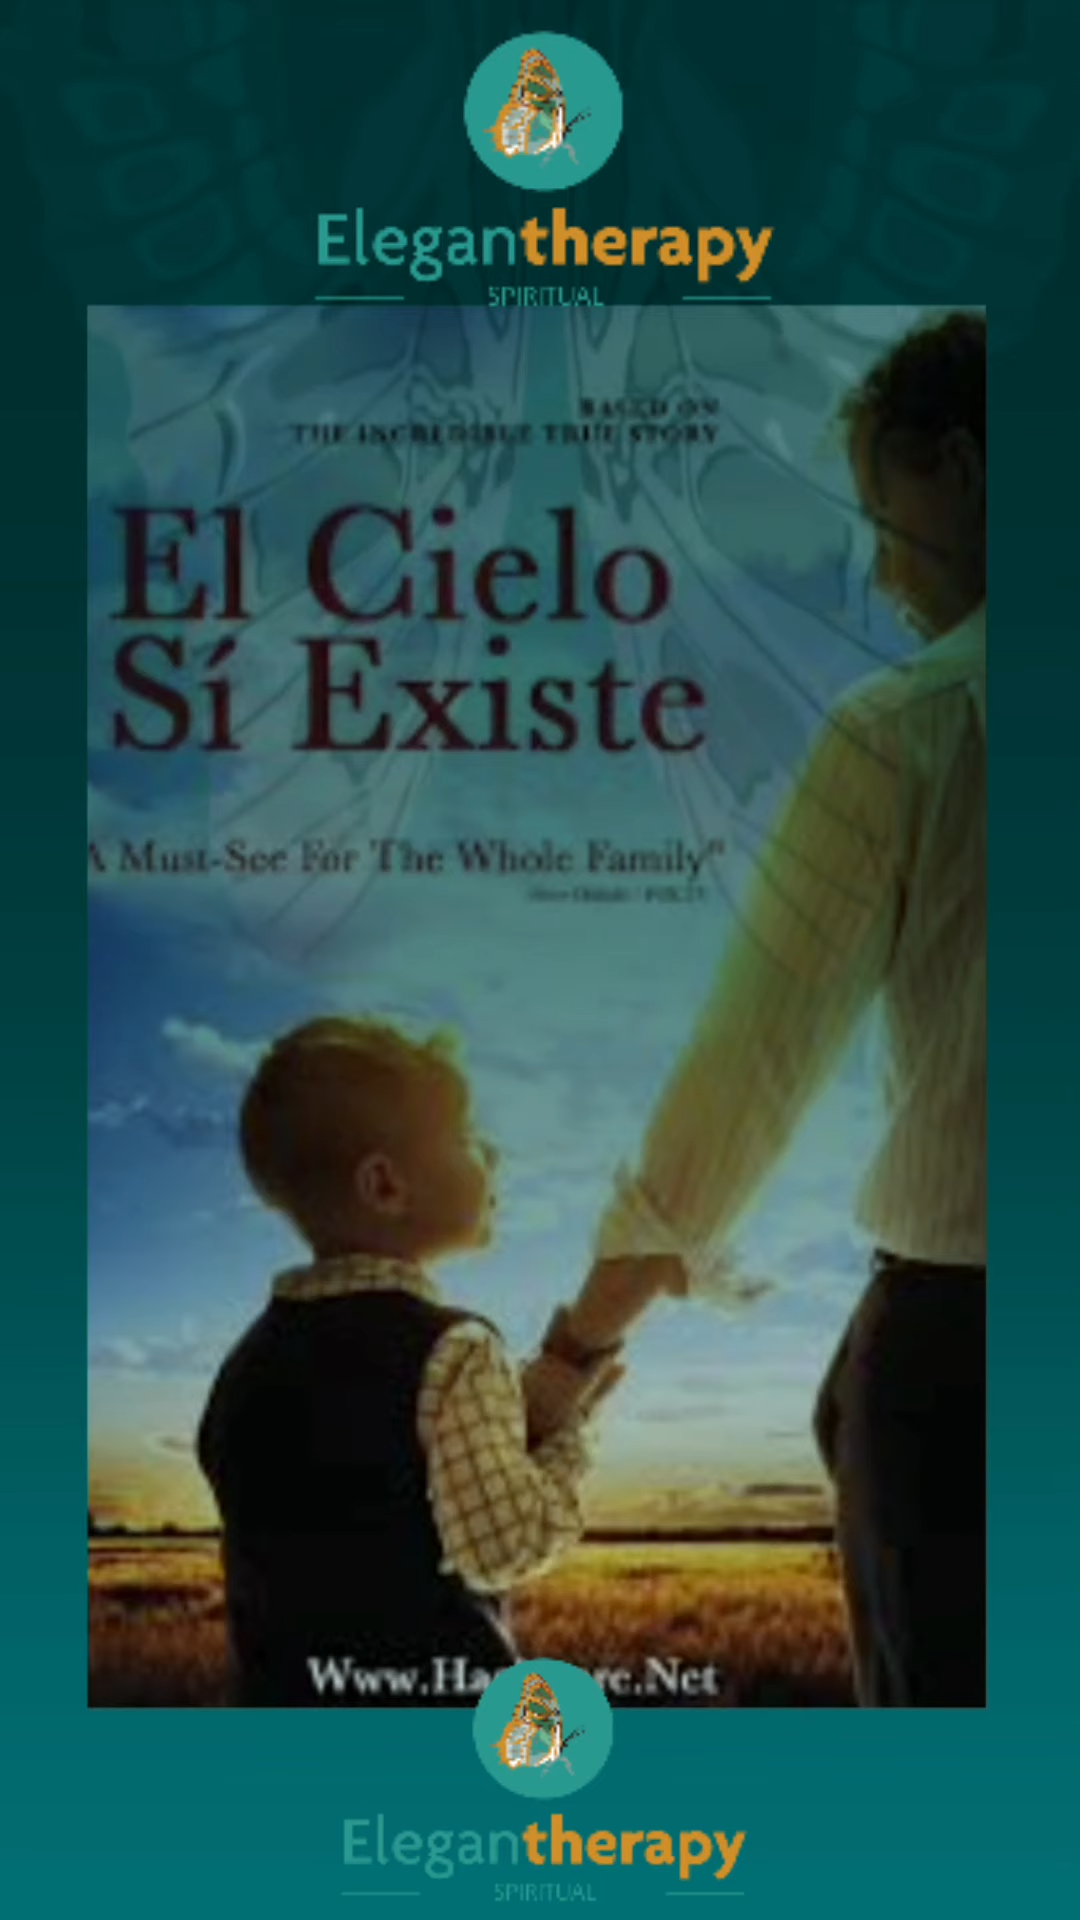 Elegantherapy
SPIRITUAL
BASED ON
THE INCREDIBLE TRUE STORY
El Cielo
Sí Existe
A Must-See For The Whole Family"
Elegantherapy
SPIRITUAL